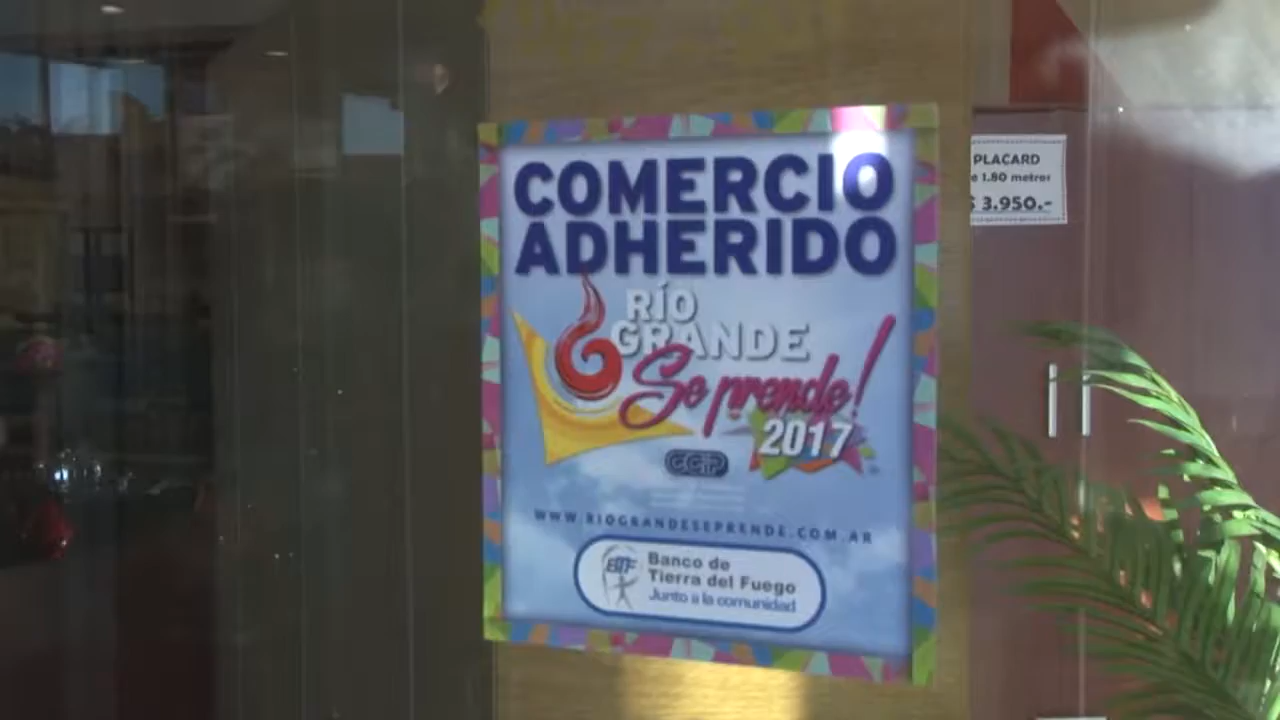 COMERCIO
ADHERIDO
RÍO
GRANDE
Se prende!
2017
WWW.RIOGRANDESEPRENDE.COM.AR
BTF
Banco de
Tierra del Fuego
Junto a la comunidad
PLACARD
e 1.80 metros
$ 3.950.-